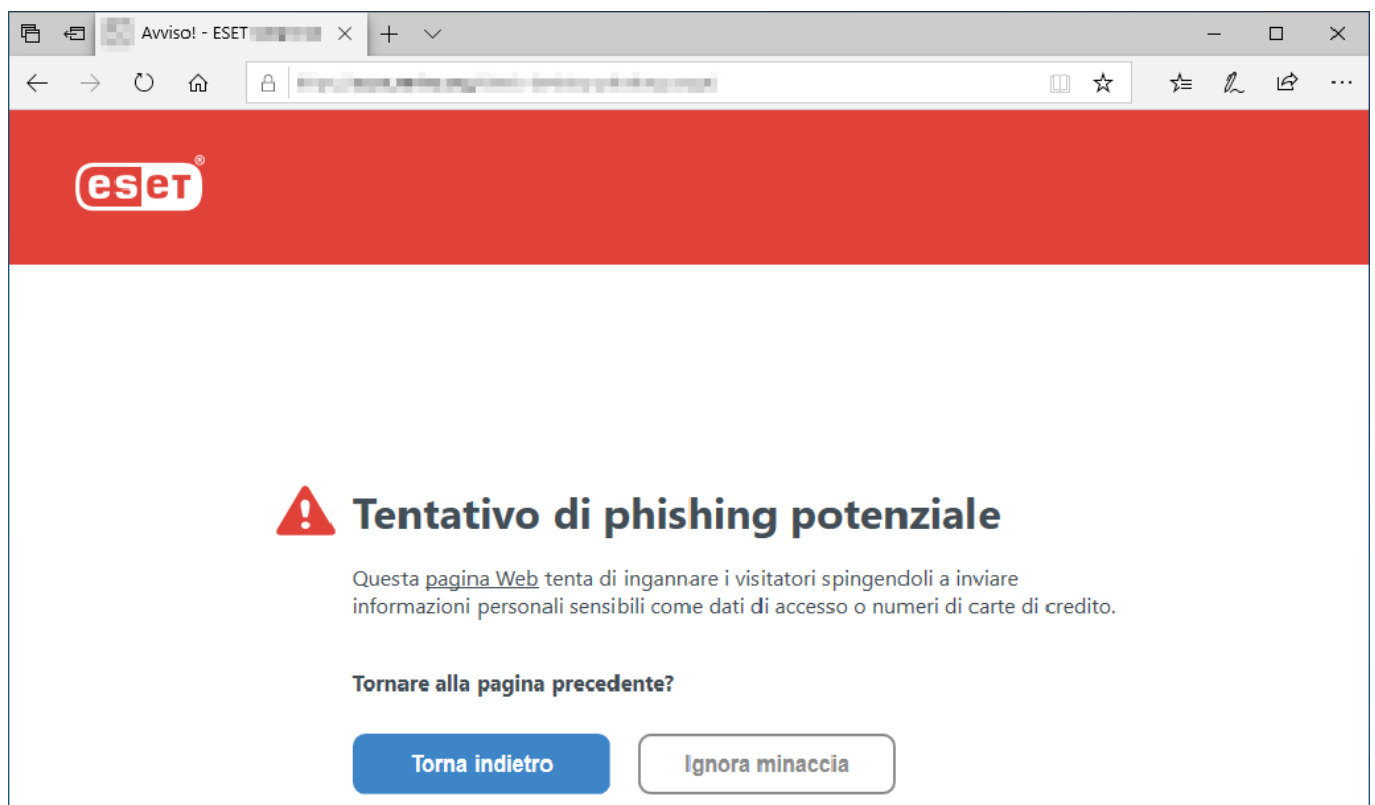 Avviso! - ESET
eset®
Tentativo di phishing potenziale
Questa pagina Web tenta di ingannare i visitatori spingendoli a inviare
informazioni personali sensibili come dati di accesso o numeri di carte di credito.
Tornare alla pagina precedente?
Torna indietro
Ignora minaccia